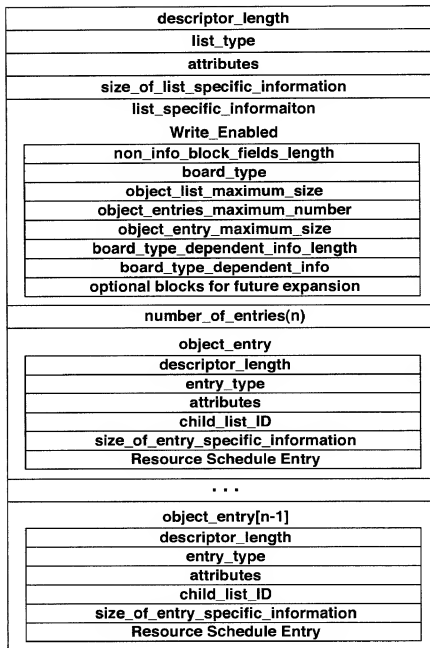 descriptor_length
list_type
attributes
size_of_list_specific_information
list_specific_informaiton
Write_Enabled
non_info_block_fields_length
board_type
object_list_maximum_size
object_entries_maximum_number
object_entry_maximum_size
board_type_dependent_info_length
board_type_dependent_info
optional blocks for future expansion
number_of_entries(n)
object_entry
descriptor_length
entry_type
attributes
child_list_ID
size_of_entry_specific_information
Resource Schedule Entry
. . .
object_entry[n-1]
descriptor_length
entry_type
attributes
child_list_ID
size_of_entry_specific_information
Resource Schedule Entry